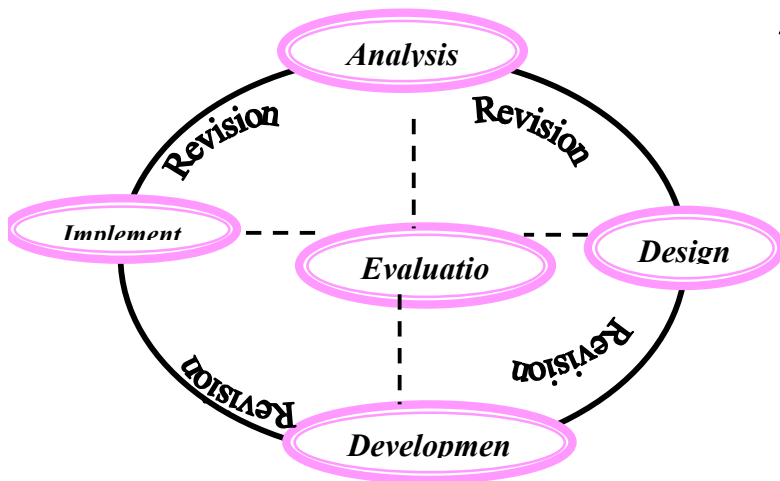 Analysis
Revision
Revision
Implement
Evaluatio
Design
Revision
Revision
Developmen